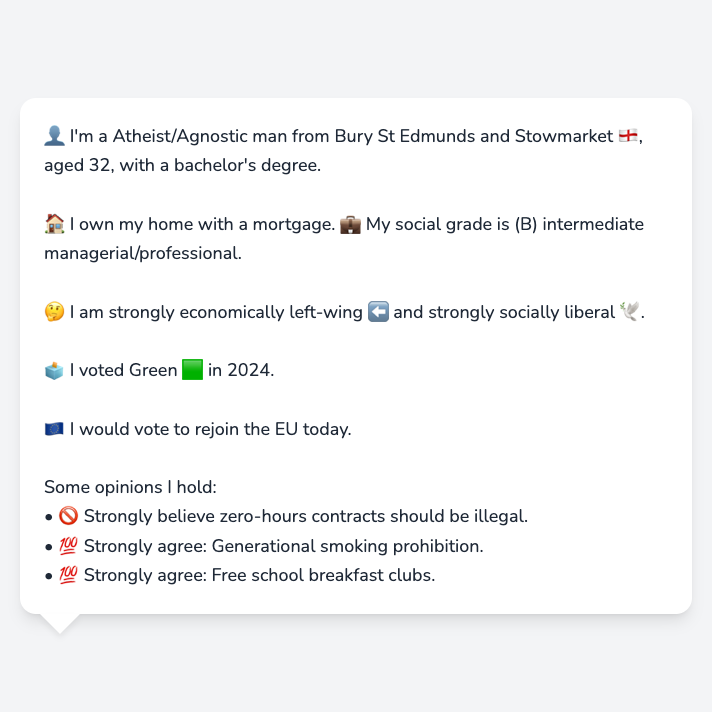 👤 I'm a Atheist/Agnostic man from Bury St Edmunds and Stowmarket 🏴󠁧󠁢󠁥󠁮󠁧󠁿,
aged 32, with a bachelor's degree.
🏠 I own my home with a mortgage. 💼 My social grade is (B) intermediate
managerial/professional.
🤔 I am strongly economically left-wing ⬅️ and strongly socially liberal 🕊️.
🗳️ I voted Green 🟩 in 2024.
🇪🇺 I would vote to rejoin the EU today.
Some opinions I hold:
• 🚫 Strongly believe zero-hours contracts should be illegal.
• 💯 Strongly agree: Generational smoking prohibition.
• 💯 Strongly agree: Free school breakfast clubs.